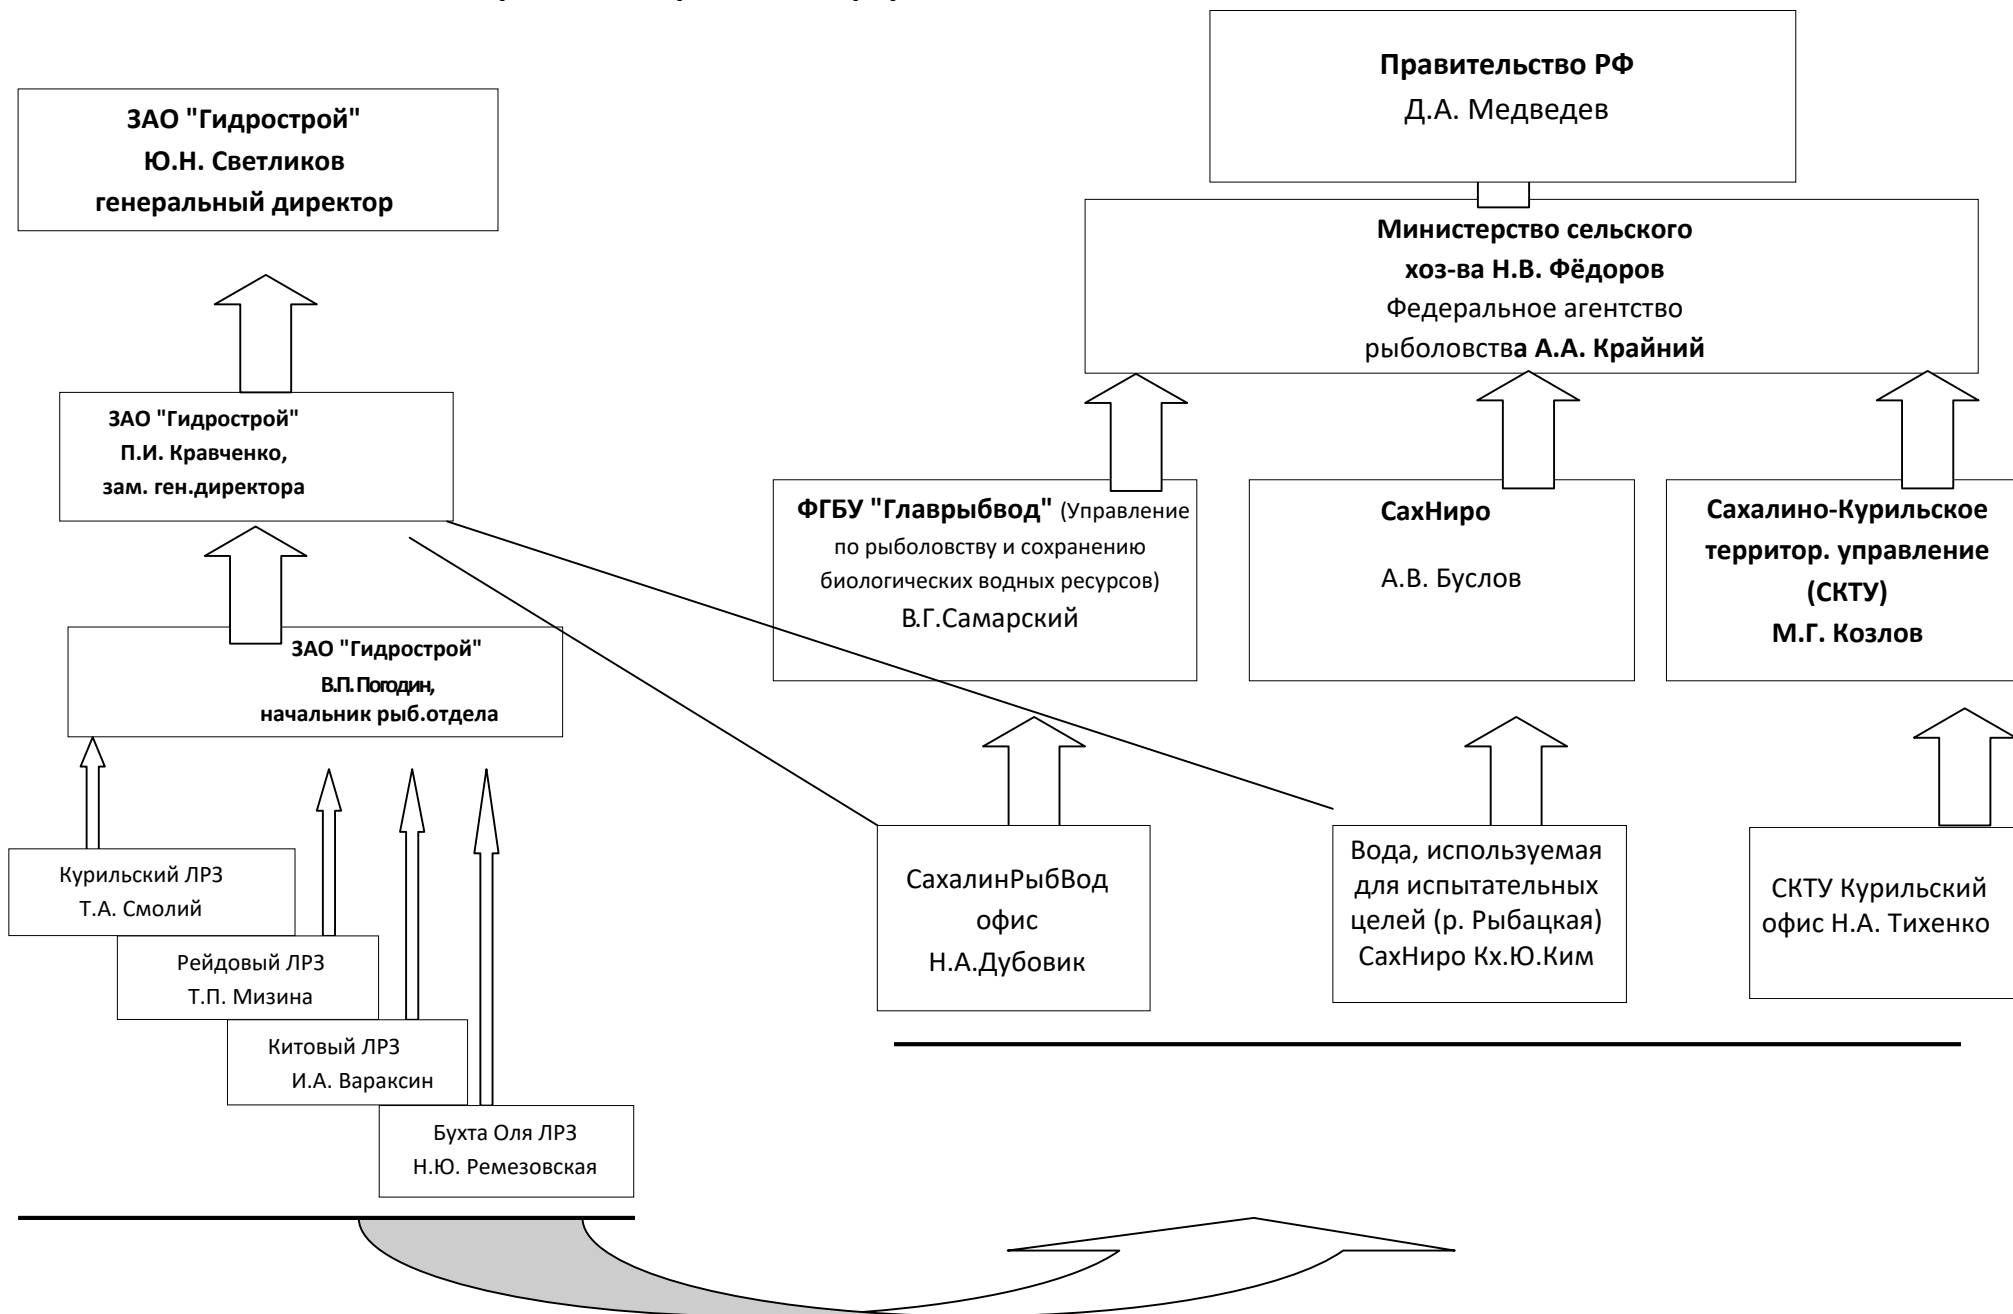 Правительство РФ
Д.А. Медведев
ЗАО "Гидрострой"
Ю.Н. Светликов
генеральный директор
Министерство сельского
хоз-ва Н.В. Фёдоров
Федеральное агентство
рыболовства А.А. Крайний
ЗАО "Гидрострой"
П.И. Кравченко,
зам. ген.директора
ФГБУ "Главрыбвод" (Управление
по рыболовству и сохранению
биологических водных ресурсов)
В.Г.Самарский
СахНиро
А.В. Буслов
Сахалино-Курильское
территор. управление
(СКТУ)
М.Г. Козлов
ЗАО "Гидрострой"
В.П. Погодин,
начальник рыб.отдела
Курильский ЛРЗ
Т.А. Смолий
Рейдовый ЛРЗ
Т.П. Мизина
Китовый ЛРЗ
И.А. Вараксин
Бухта Оля ЛРЗ
Н.Ю. Ремезовская
СахалинРыбВод
офис
Н.А.Дубовик
Вода, используемая
для испытательных
целей (р. Рыбацкая)
СахНиро Кх.Ю.Ким
СКТУ Курильский
офис Н.А. Тихенко